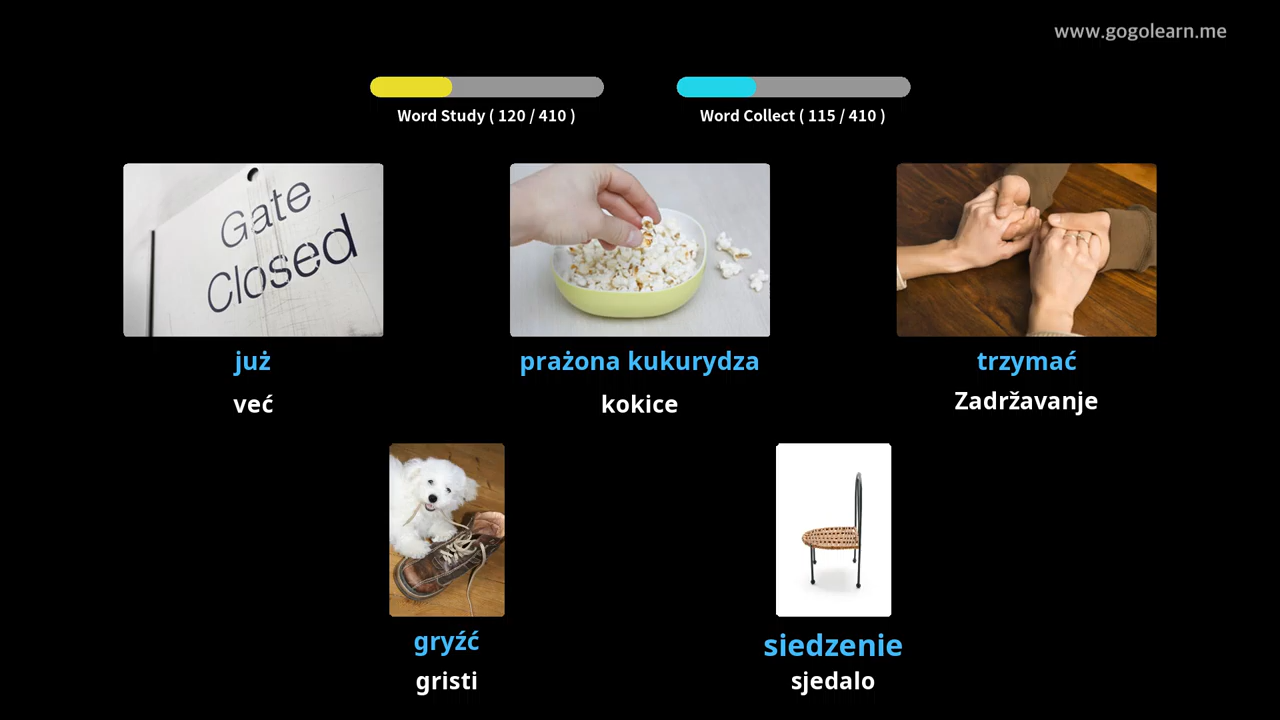 www.gogolearn.me
Word Study ( 120 / 410 )
Word Collect ( 115 / 410 )
Gate
Closed
już
prażona kukurydza
trzymać
već
kokice
Zadržavanje
gryźć
siedzenie
gristi
sjedalo